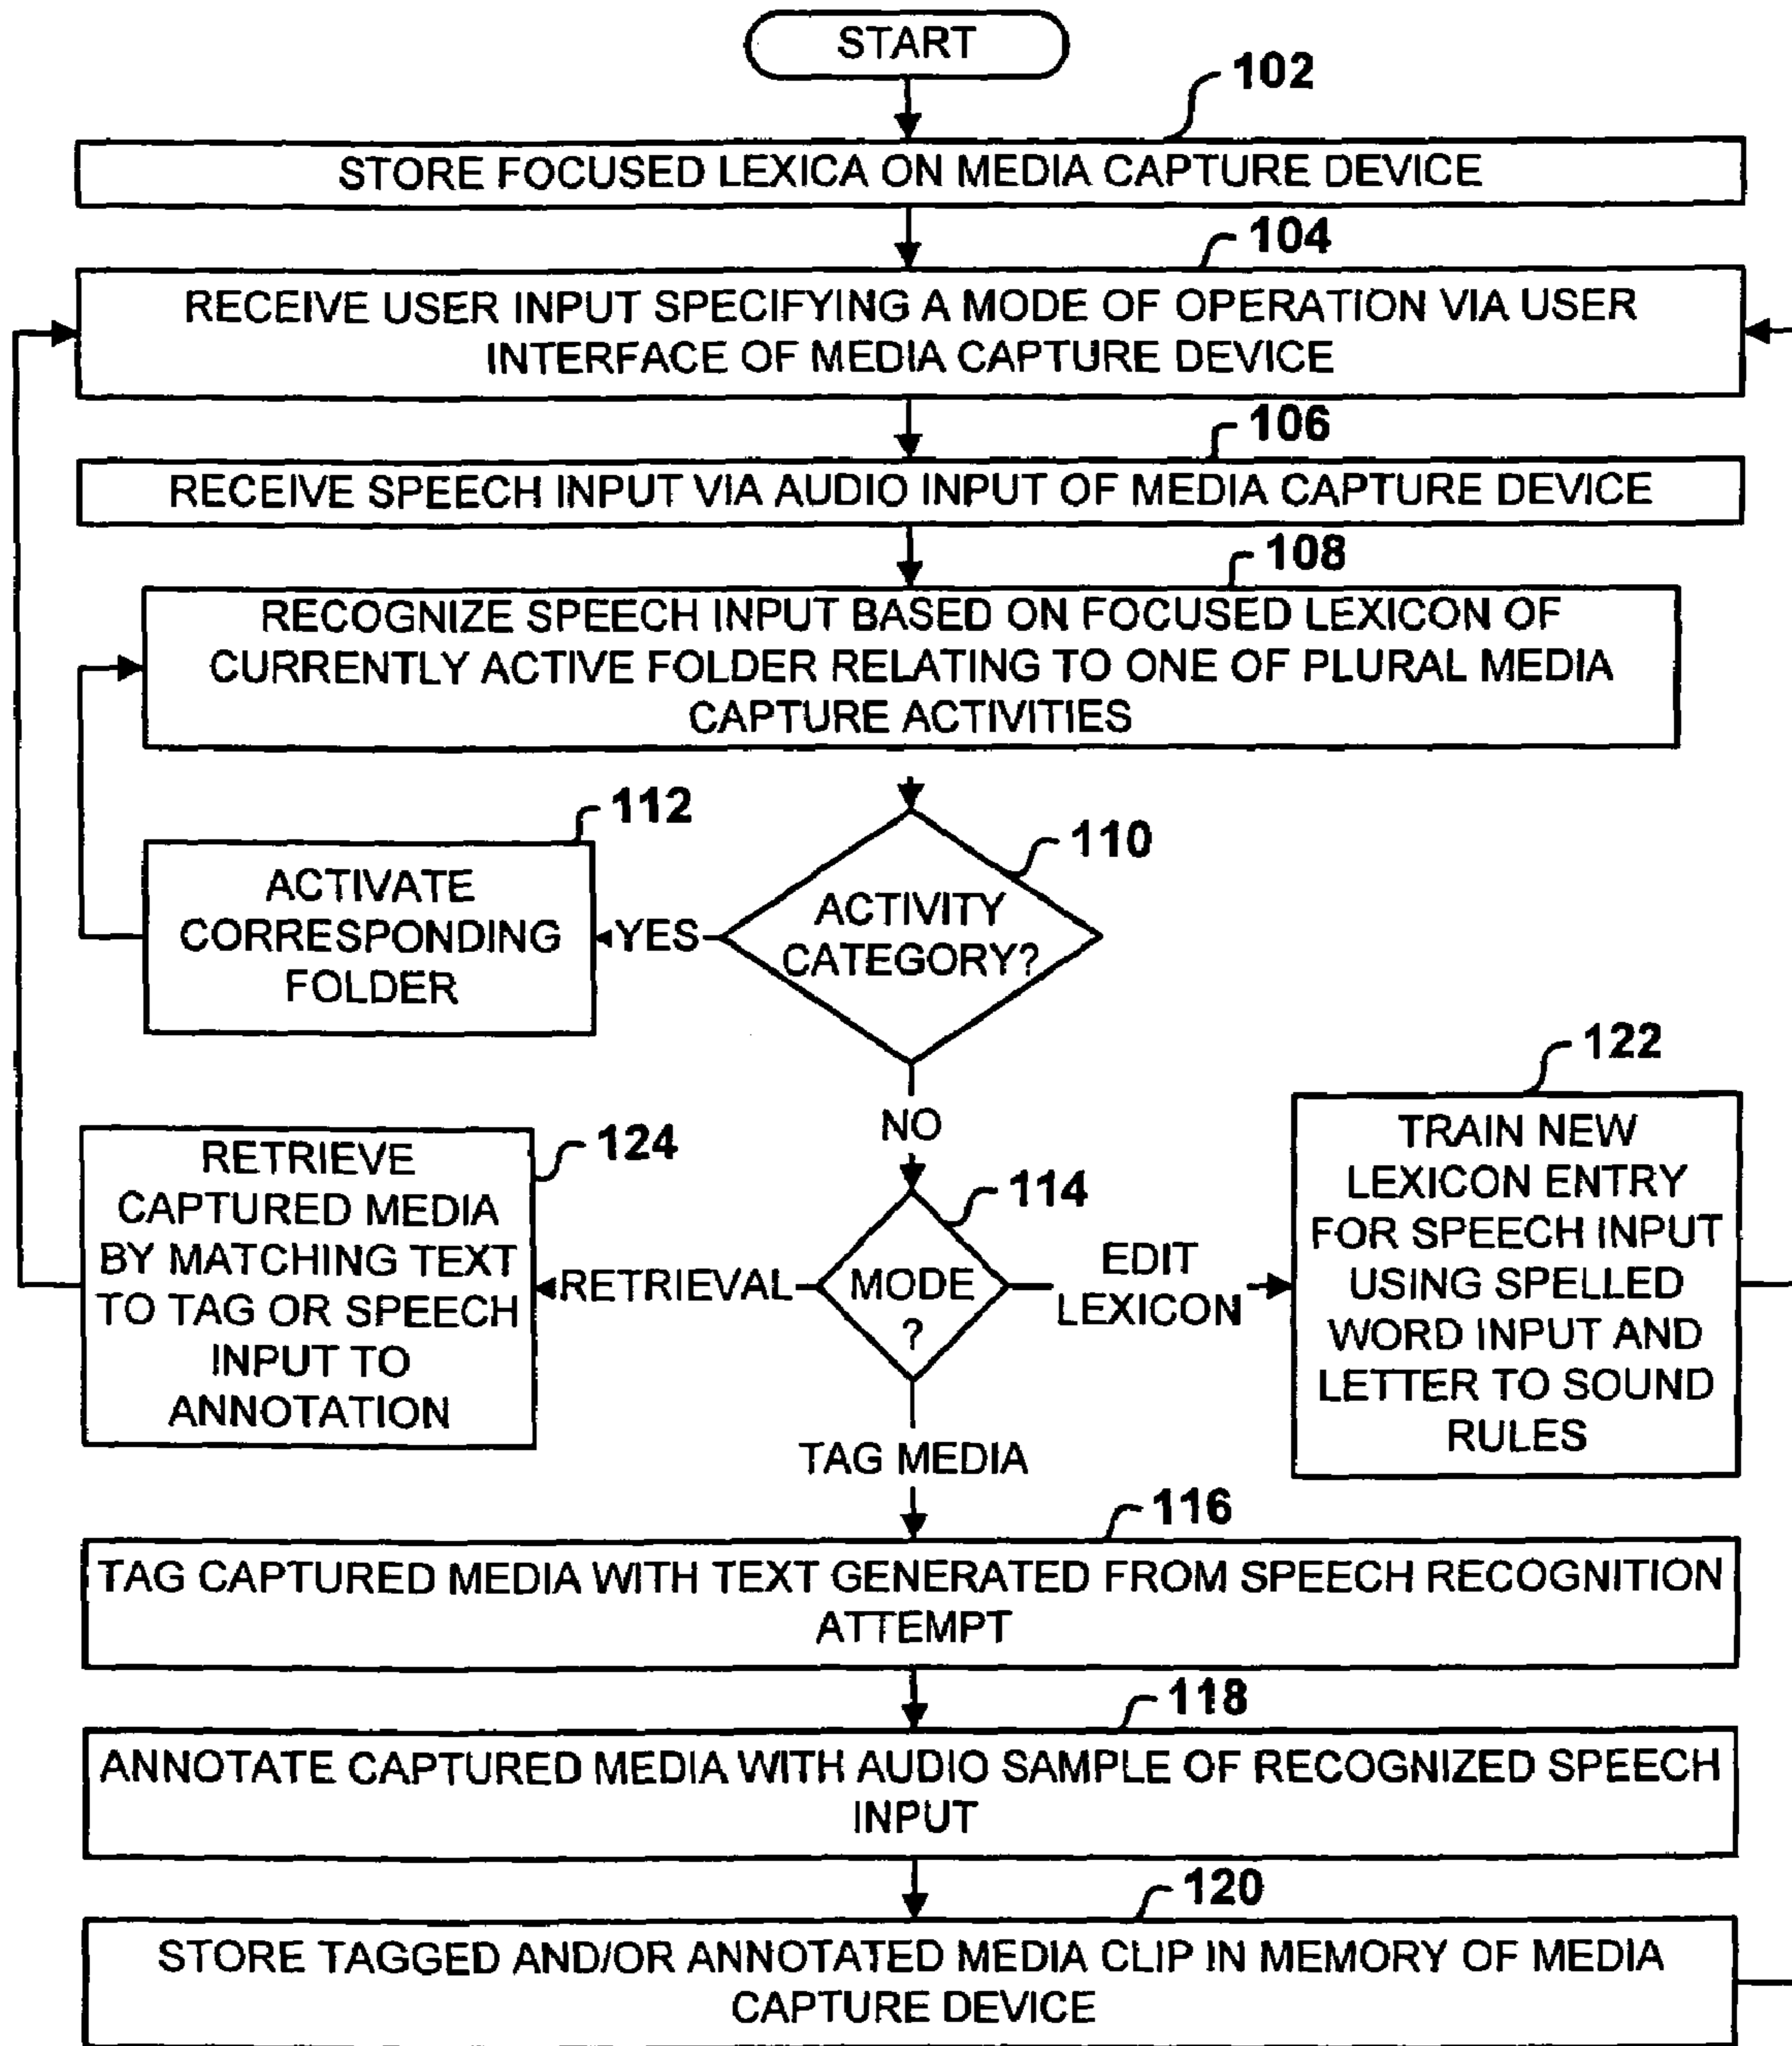 START
102
STORE FOCUSED LEXICA ON MEDIA CAPTURE DEVICE
104
RECEIVE USER INPUT SPECIFYING A MODE OF OPERATION VIA USER
INTERFACE OF MEDIA CAPTURE DEVICE
106
RECEIVE SPEECH INPUT VIA AUDIO INPUT OF MEDIA CAPTURE DEVICE
108
RECOGNIZE SPEECH INPUT BASED ON FOCUSED LEXICON OF
CURRENTLY ACTIVE FOLDER RELATING TO ONE OF PLURAL MEDIA
CAPTURE ACTIVITIES
110
ACTIVITY
CATEGORY?
YES
112
ACTIVATE
CORRESPONDING
FOLDER
NO
114
MODE
?
RETRIEVAL
124
RETRIEVE
CAPTURED MEDIA
BY MATCHING TEXT
TO TAG OR SPEECH
INPUT TO
ANNOTATION
EDIT
LEXICON
122
TRAIN NEW
LEXICON ENTRY
FOR SPEECH INPUT
USING SPELLED
WORD INPUT AND
LETTER TO SOUND
RULES
TAG MEDIA
116
TAG CAPTURED MEDIA WITH TEXT GENERATED FROM SPEECH RECOGNITION
ATTEMPT
118
ANNOTATE CAPTURED MEDIA WITH AUDIO SAMPLE OF RECOGNIZED SPEECH
INPUT
120
STORE TAGGED AND/OR ANNOTATED MEDIA CLIP IN MEMORY OF MEDIA
CAPTURE DEVICE